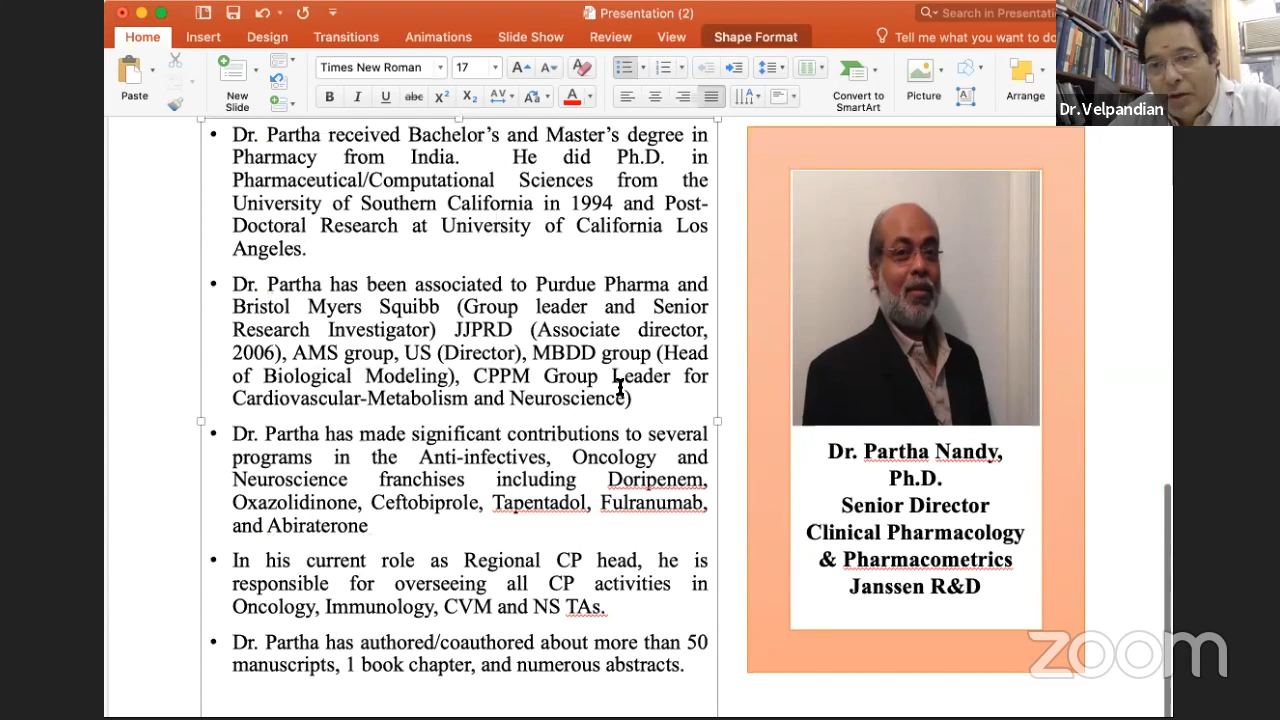 Presentation (2)
Search in Presentatio
Home Insert Design Transitions Animations Slide Show Review View Shape Format Tell me what you want to do
Paste
New
Slide
Times New Roman 17
B I U abc X² X₂ AV Aa A
Convert to
SmartArt
Picture
Arrange
Dr.Velpandian
• Dr. Partha received Bachelor's and Master's degree in
Pharmacy from India. He did Ph.D. in
Pharmaceutical/Computational Sciences from the
University of Southern California in 1994 and Post-
Doctoral Research at University of California Los
Angeles.
• Dr. Partha has been associated to Purdue Pharma and
Bristol Myers Squibb (Group leader and Senior
Research Investigator) JJPRD (Associate director,
2006), AMS group, US (Director), MBDD group (Head
of Biological Modeling), CPPM Group Leader for
Cardiovascular-Metabolism and Neuroscience)
• Dr. Partha has made significant contributions to several
programs in the Anti-infectives, Oncology and
Neuroscience franchises including Doripenem,
Oxazolidinone, Ceftobiprole, Tapentadol, Fulranumab,
and Abiraterone
• In his current role as Regional CP head, he is
responsible for overseeing all CP activities in
Oncology, Immunology, CVM and NS TAs.
• Dr. Partha has authored/coauthored about more than 50
manuscripts, 1 book chapter, and numerous abstracts.
Dr. Partha Nandy,
Ph.D.
Senior Director
Clinical Pharmacology
& Pharmacometrics
Janssen R&D
zoom